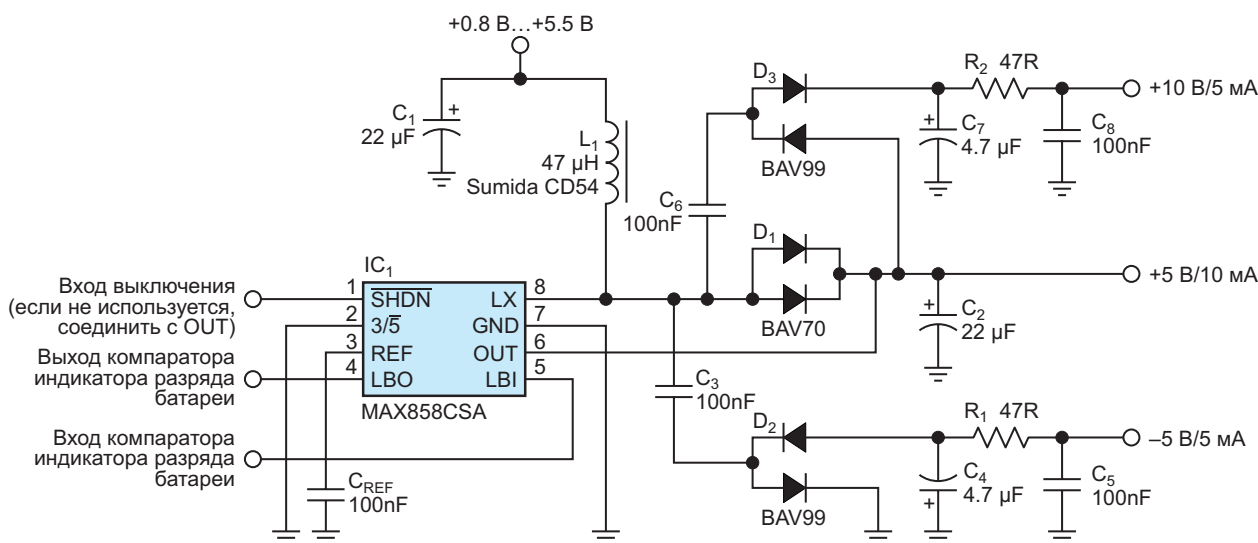 +0.8 В...+5.5 В
C1
+
22 µF
L1
47 µH
Sumida CD54
D3
BAV99
R2 47R
+10 В/5 мА
+
C7
4.7 µF
C8
100nF
C6
100nF
D1
BAV70
+5 В/10 мА
+
C2
22 µF
IC1
Вход выключения
(если не используется,
соединить с OUT)
Выход компаратора
индикатора разряда
батареи
Вход компаратора
индикатора разряда
батареи
1 SHDN LX 8
2 3/5 GND 7
3 REF OUT 6
4 LBO LBI 5
MAX858CSA
CREF
100nF
C3
100nF
D2
BAV99
R1 47R
–5 В/5 мА
C4
4.7 µF
+
C5
100nF